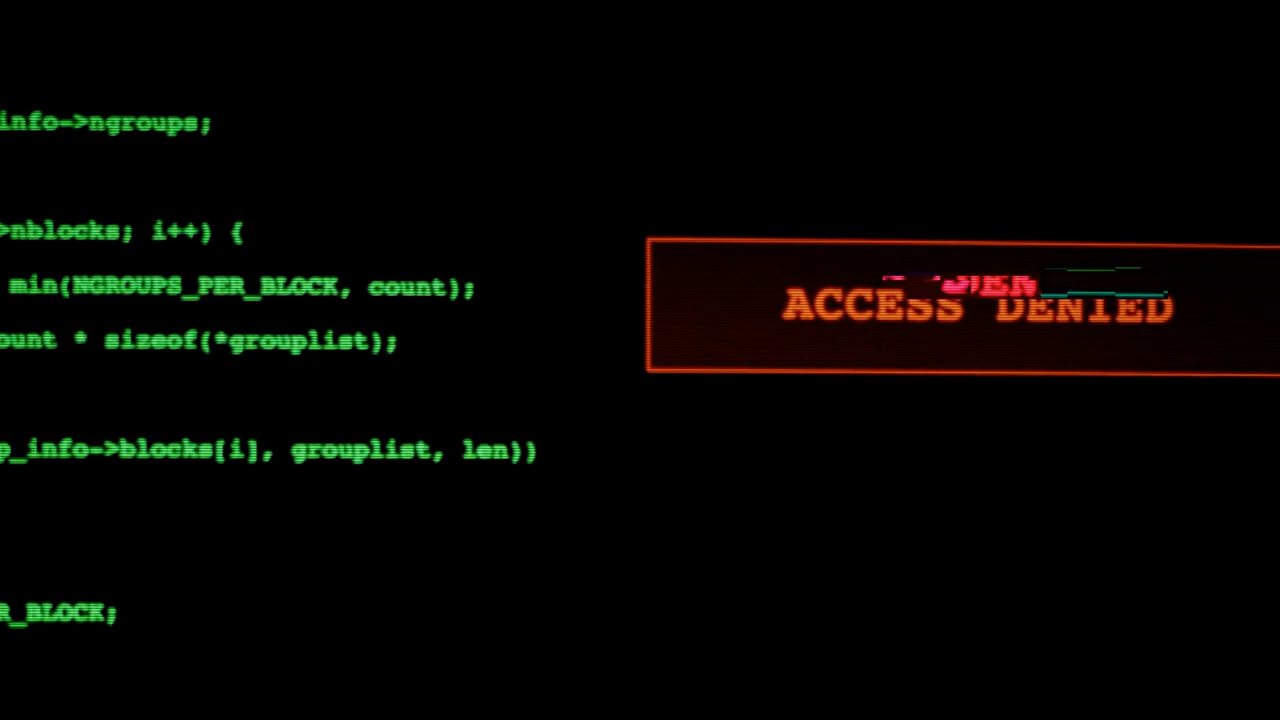 info->ngroups;
>nblocks; i++) {
min(NGROUPS_PER_BLOCK, count);
ount * sizeof(*grouplist);
p_info->blocks[i], grouplist, len))
R_BLOCK;
ACCESS DENIED